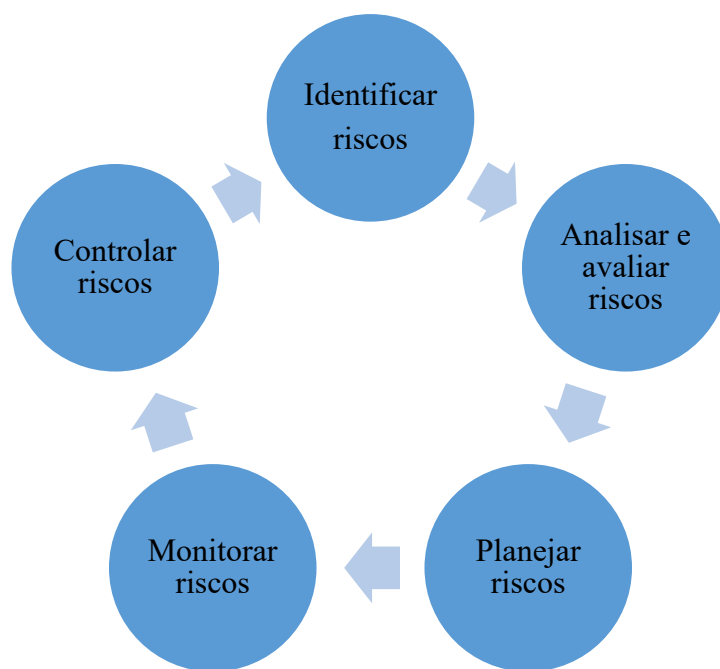 Identificar
riscos
Analisar e
avaliar
riscos
Planejar
riscos
Monitorar
riscos
Controlar
riscos